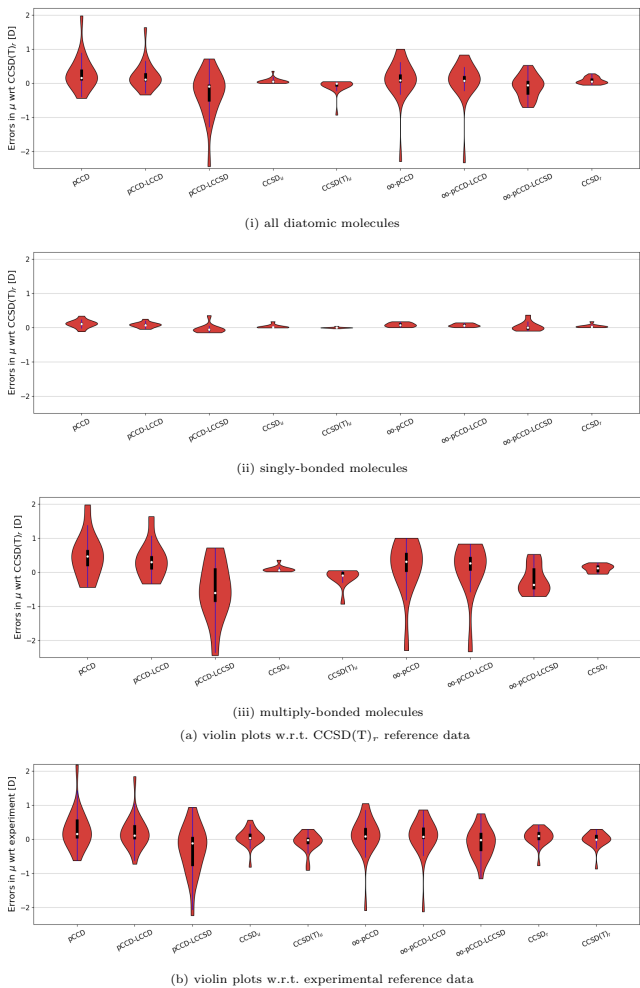 Errors in μ wrt CCSD(T)r [D]
2
1
0
−1
−2
pCCD
pCCD-LCCD
pCCD-LCCSD
CCSDu
CCSD(T)u
oo-pCCD
oo-pCCD-LCCD
oo-pCCD-LCCSD
CCSDr
(i) all diatomic molecules
Errors in μ wrt CCSD(T)r [D]
2
1
0
−1
−2
pCCD
pCCD-LCCD
pCCD-LCCSD
CCSDu
CCSD(T)u
oo-pCCD
oo-pCCD-LCCD
oo-pCCD-LCCSD
CCSDr
(ii) singly-bonded molecules
Errors in μ wrt CCSD(T)r [D]
2
1
0
−1
−2
pCCD
pCCD-LCCD
pCCD-LCCSD
CCSDu
CCSD(T)u
oo-pCCD
oo-pCCD-LCCD
oo-pCCD-LCCSD
CCSDr
(iii) multiply-bonded molecules
(a) violin plots w.r.t. CCSD(T)r reference data
Errors in μ wrt experiment [D]
2
1
0
−1
−2
pCCD
pCCD-LCCD
pCCD-LCCSD
CCSDu
CCSD(T)u
oo-pCCD
oo-pCCD-LCCD
oo-pCCD-LCCSD
CCSDr
CCSD(T)r
(b) violin plots w.r.t. experimental reference data